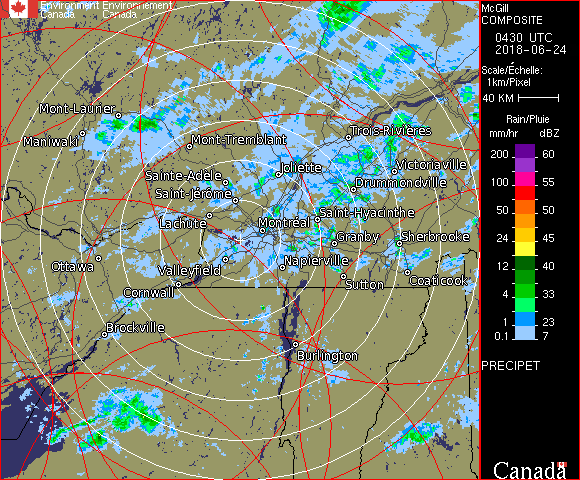 Environment Environnement
Canada Canada
McGill
COMPOSITE
0430 UTC
2018-06-24
Scale/Échelle:
1km/Pixel
40 KM
Rain/Pluie
mm/hr dBZ
200 60
100 55
50 50
24 45
12 40
4 33
1 23
0.1 7
PRECIPET
Canada
Mont-Laurier
Maniwaki
Mont-Tremblant
Trois-Rivières
Joliette
Victoriaville
Sainte-Adèle
Drummondville
Saint-Jérôme
Lachute
Saint-Hyacinthe
Montréal
Granby
Sherbrooke
Ottawa
Valleyfield
Napierville
Cornwall
Sutton
Coaticook
Brockville
Burlington